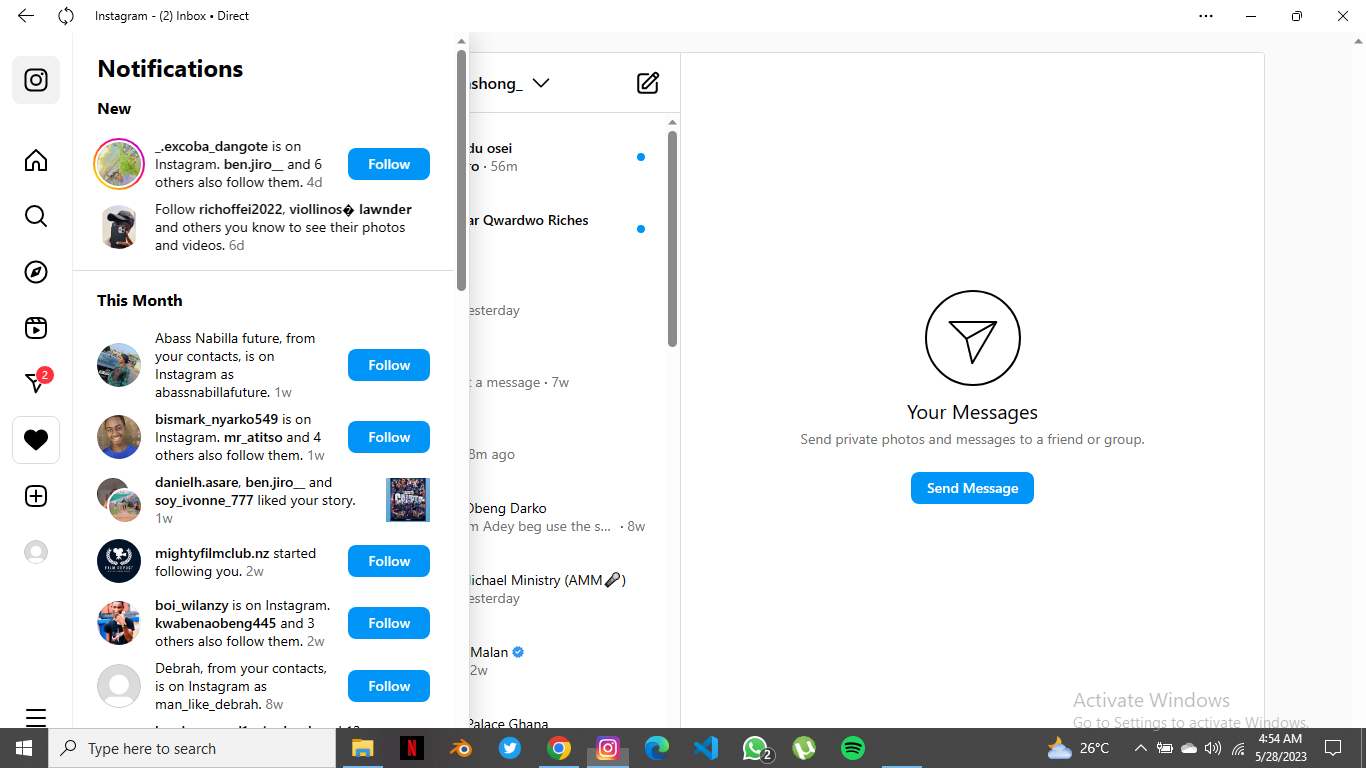 Instagram - (2) Inbox • Direct
Notifications
New
_.excoba_dangote is on
Instagram. ben.jiro__ and 6
others also follow them. 4d
Follow
Follow richoffei2022, viollinos� lawnder
and others you know to see their photos
and videos. 6d
This Month
Abass Nabilla future, from
your contacts, is on
Instagram as
abassnabillafuture. 1w
Follow
bismark_nyarko549 is on
Instagram. mr_atitso and 4
others also follow them. 1w
Follow
danielh.asare, ben.jiro__ and
soy_ivonne_777 liked your story.
1w
mightyfilmclub.nz started
following you. 2w
Follow
boi_wilanzy is on Instagram.
kwabenaobeng445 and 3
others also follow them. 2w
Follow
Debrah, from your contacts,
is on Instagram as
man_like_debrah. 8w
Follow
2
shong_
du osei
ro · 56m
ar Qwardwo Riches
esterday
t a message · 7w
8m ago
Obeng Darko
m Adey beg use the s... · 8w
lichael Ministry (AMM🎤)
esterday
Malan
2w
Palace Ghana
Your Messages
Send private photos and messages to a friend or group.
Send Message
Activate Windows
Go to Settings to activate Windows.
Type here to search
N
2
26°C
4:54 AM
5/28/2023